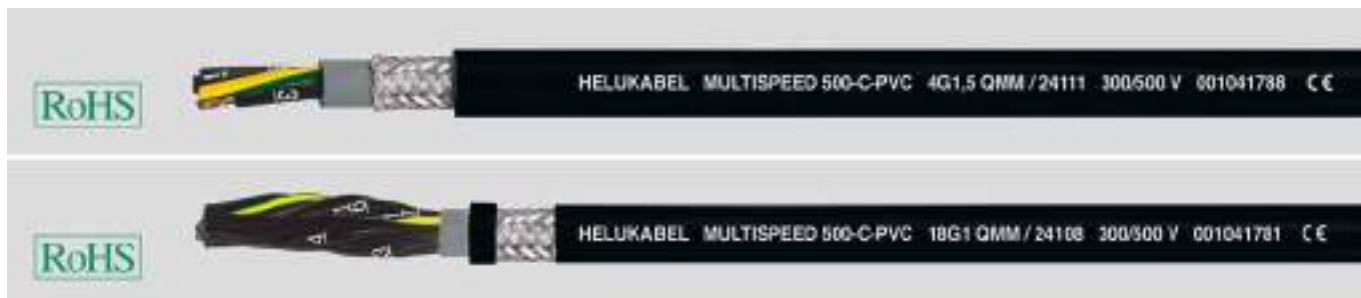 RoHS
HELUKABEL MULTISPEED 500-C-PVC 4G1,5 QMM / 24111 300/500 V 001041788 CE
RoHS
HELUKABEL MULTISPEED 500-C-PVC 18G1 QMM / 24108 300/500 V 001041781 CE